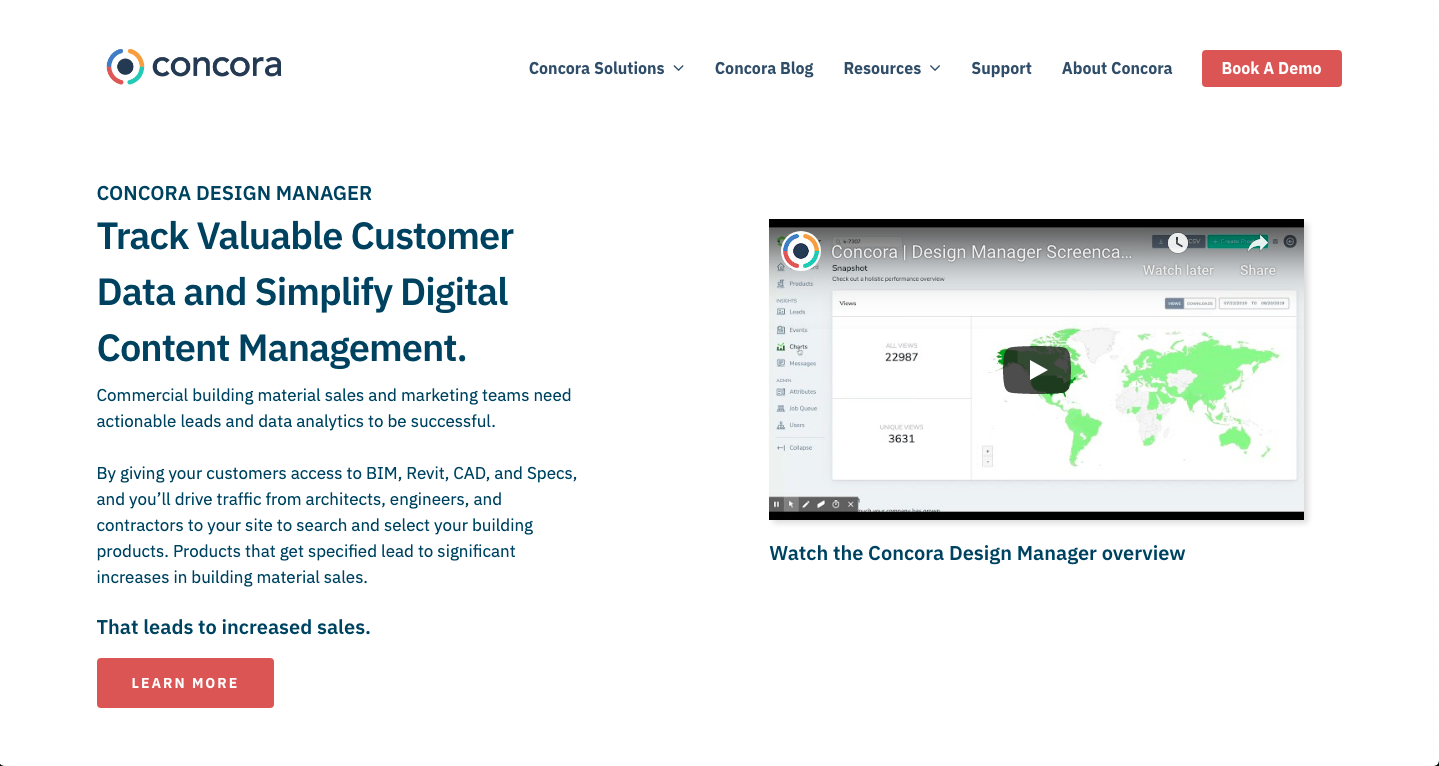 concora
Concora Solutions
Concora Blog
Resources
Support
About Concora
Book A Demo
CONCORA DESIGN MANAGER
Track Valuable Customer
Data and Simplify Digital
Content Management.
Commercial building material sales and marketing teams need
actionable leads and data analytics to be successful.
By giving your customers access to BIM, Revit, CAD, and Specs,
and you’ll drive traffic from architects, engineers, and
contractors to your site to search and select your building
products. Products that get specified lead to significant
increases in building material sales.
That leads to increased sales.
LEARN MORE
Concora | Design Manager Screenca...
Watch later
Share
Snapshot
Check out a holistic performance overview
Products
INSIGHTS
Leads
Events
Charts
Messages
ADMIN
Attributes
Job Queue
Users
Collapse
Views
VIEWS
DOWNLOADS
ALL VIEWS
22987
UNIQUE VIEWS
3631
Watch the Concora Design Manager overview